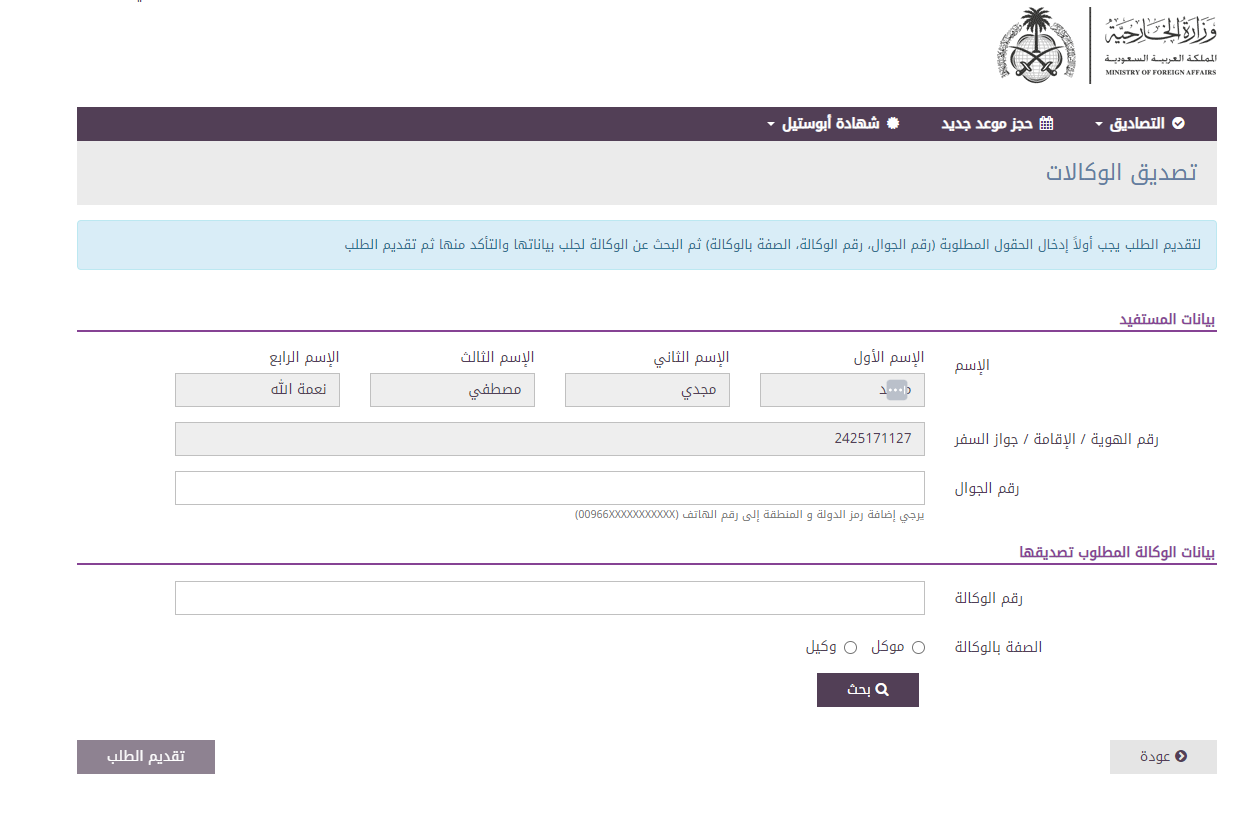 وزارة الخارجية
المملكة العربية السعودية
MINISTRY OF FOREIGN AFFAIRS
التصاديق
حجز موعد جديد
شهادة أبوستيل
تصديق الوكالات
لتقديم الطلب يجب أولاً إدخال الحقول المطلوبة (رقم الجوال، رقم الوكالة، الصفة بالوكالة) ثم البحث عن الوكالة لجلب بياناتها والتأكد منها ثم تقديم الطلب
بيانات المستفيد
الإسم
الإسم الأول
الإسم الثاني
الإسم الثالث
الإسم الرابع
مجدي
مصطفي
نعمة الله
رقم الهوية / الإقامة / جواز السفر
2425171127
رقم الجوال
يرجي إضافة رمز الدولة و المنطقة إلى رقم الهاتف (00966XXXXXXXXXXX)
بيانات الوكالة المطلوب تصديقها
رقم الوكالة
الصفة بالوكالة
موكل
وكيل
بحث
عودة
تقديم الطلب